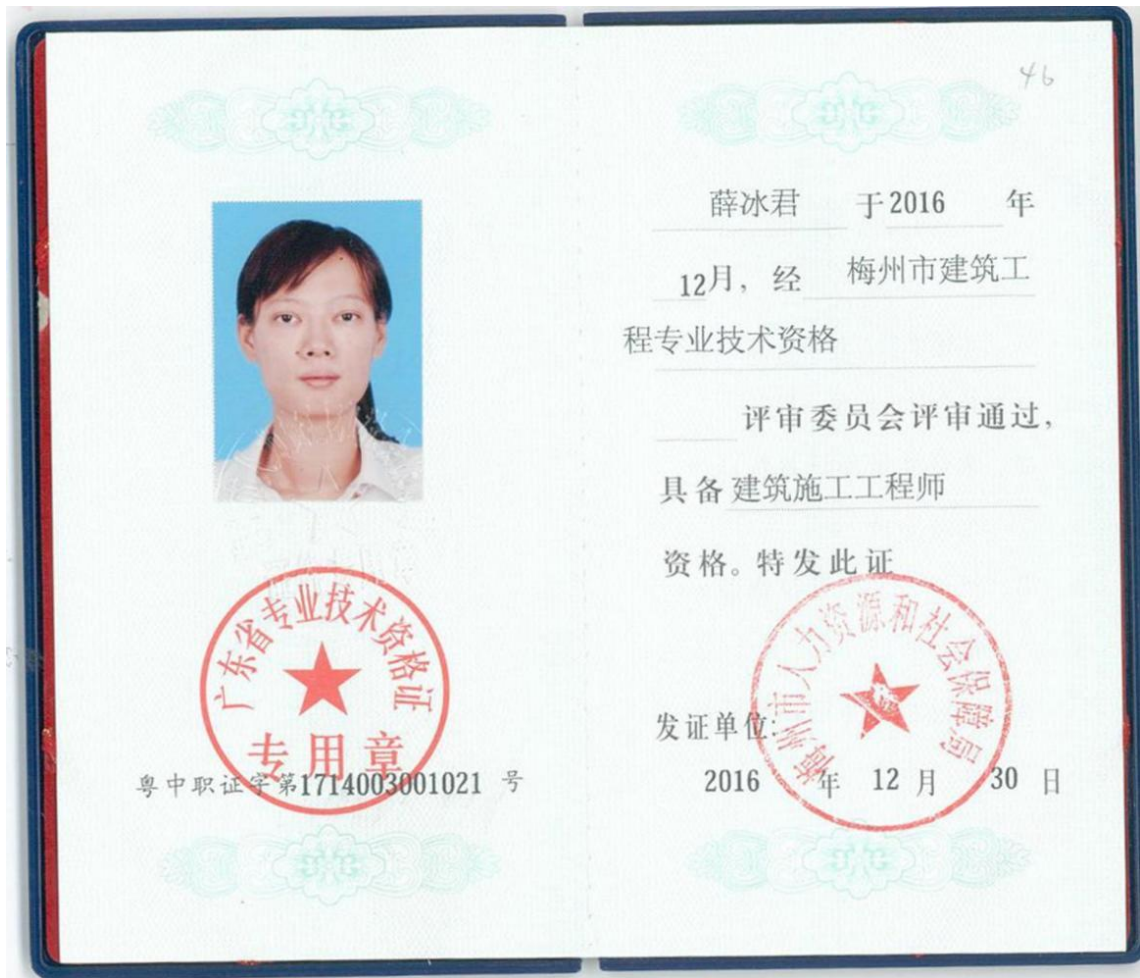 广东省专业技术资格证
专用章
粤中职证字第1714003001021 号
46
薛冰君 于2016 年
12月，经 梅州市建筑工
程专业技术资格
评审委员会评审通过，
具备建筑施工工程师
资格。特发此证
梅州市人力资源和社会保障局
发证单位：
2016 年 12 月 30 日